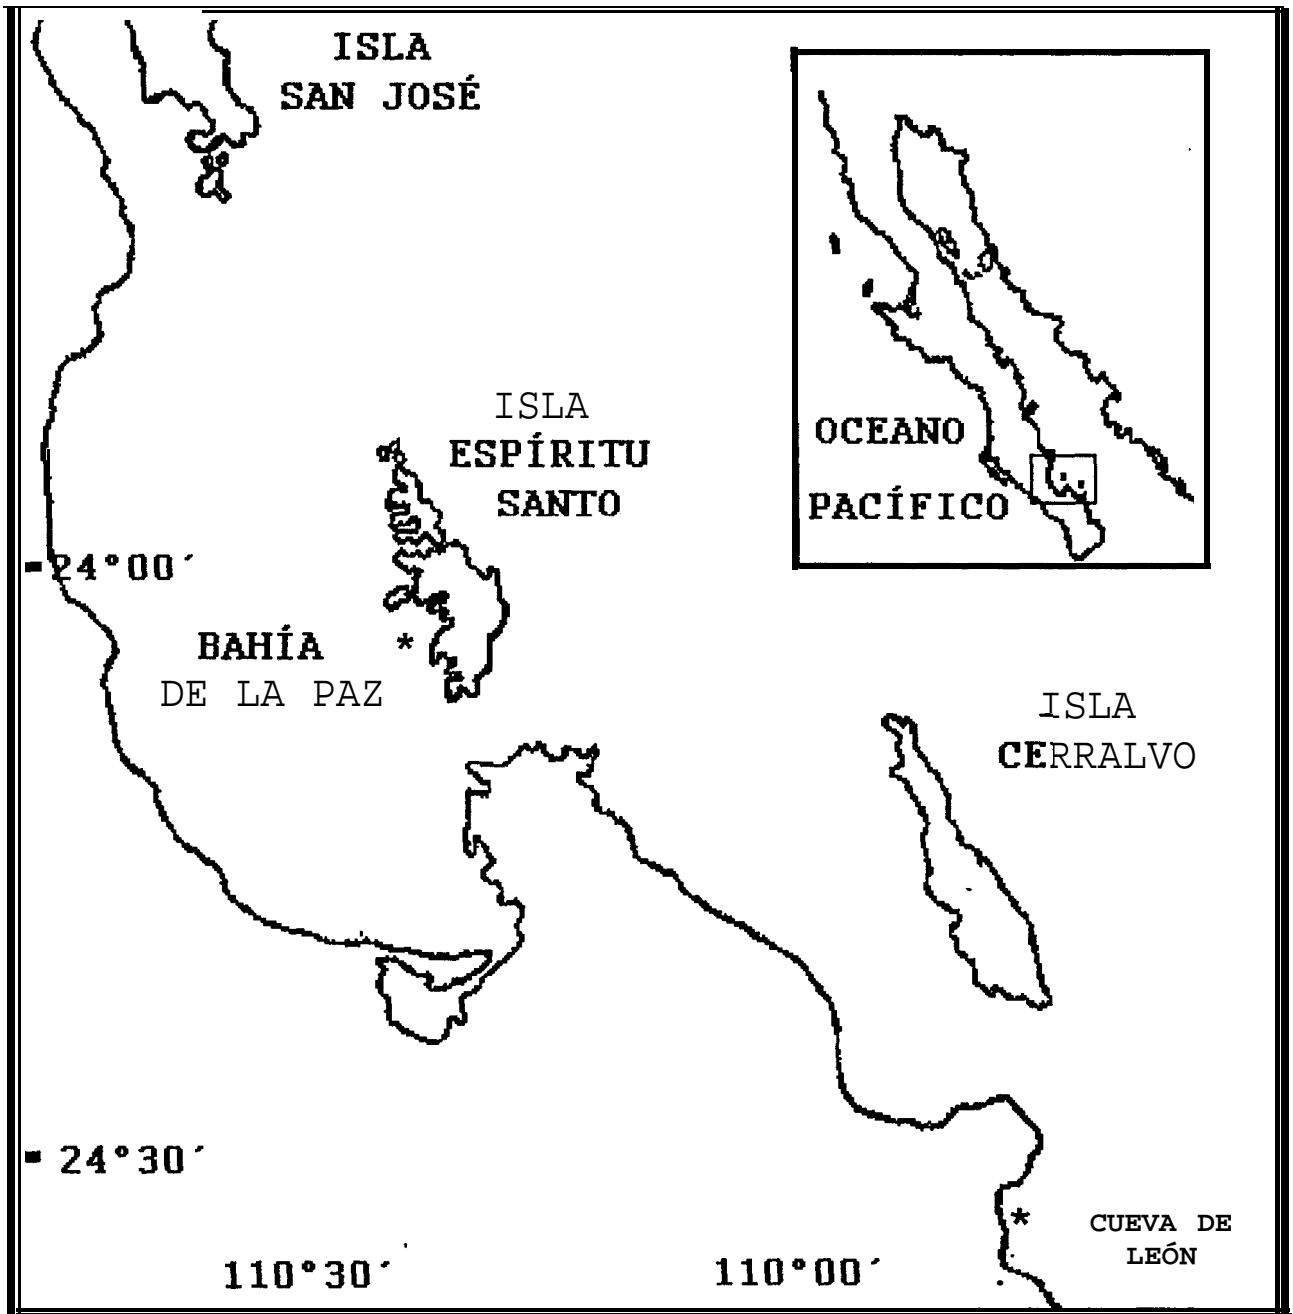 ISLA
SAN JOSÉ
OCEANO
PACÍFICO
ISLA
ESPÍRITU
SANTO
24°00´
BAHÍA
*
DE LA PAZ
ISLA
CERRALVO
24°30´
*
CUEVA DE
LEÓN
110°30´
110°00´